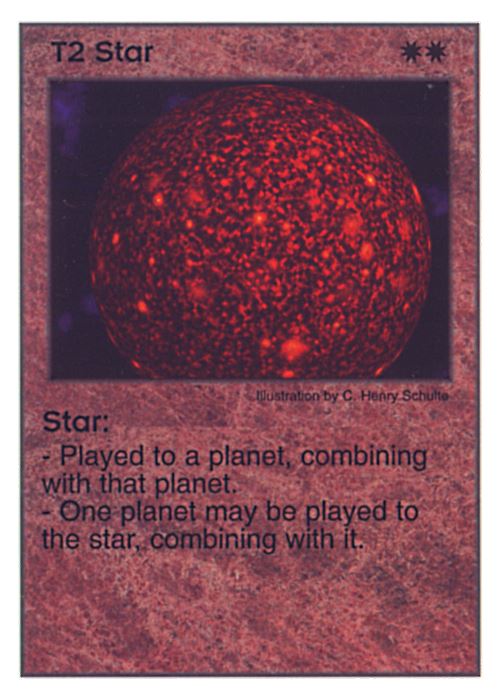 T2 Star
Illustration by C. Henry Schulte
Star:
- Played to a planet, combining
with that planet.
- One planet may be played to
the star, combining with it.